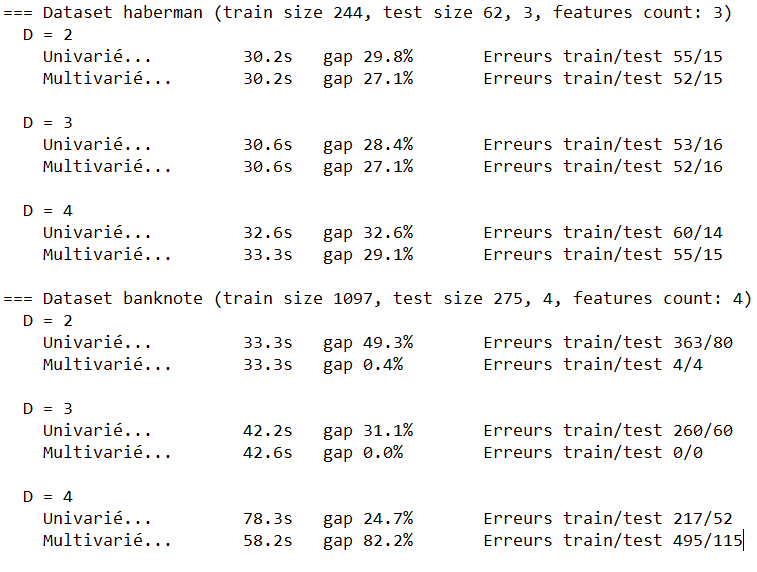 === Dataset haberman (train size 244, test size 62, 3, features count: 3)
D = 2
Univarié... 30.2s gap 29.8% Erreurs train/test 55/15
Multivarié... 30.2s gap 27.1% Erreurs train/test 52/15
D = 3
Univarié... 30.6s gap 28.4% Erreurs train/test 53/16
Multivarié... 30.6s gap 27.1% Erreurs train/test 52/16
D = 4
Univarié... 32.6s gap 32.6% Erreurs train/test 60/14
Multivarié... 33.3s gap 29.1% Erreurs train/test 55/15
=== Dataset banknote (train size 1097, test size 275, 4, features count: 4)
D = 2
Univarié... 33.3s gap 49.3% Erreurs train/test 363/80
Multivarié... 33.3s gap 0.4% Erreurs train/test 4/4
D = 3
Univarié... 42.2s gap 31.1% Erreurs train/test 260/60
Multivarié... 42.6s gap 0.0% Erreurs train/test 0/0
D = 4
Univarié... 78.3s gap 24.7% Erreurs train/test 217/52
Multivarié... 58.2s gap 82.2% Erreurs train/test 495/115